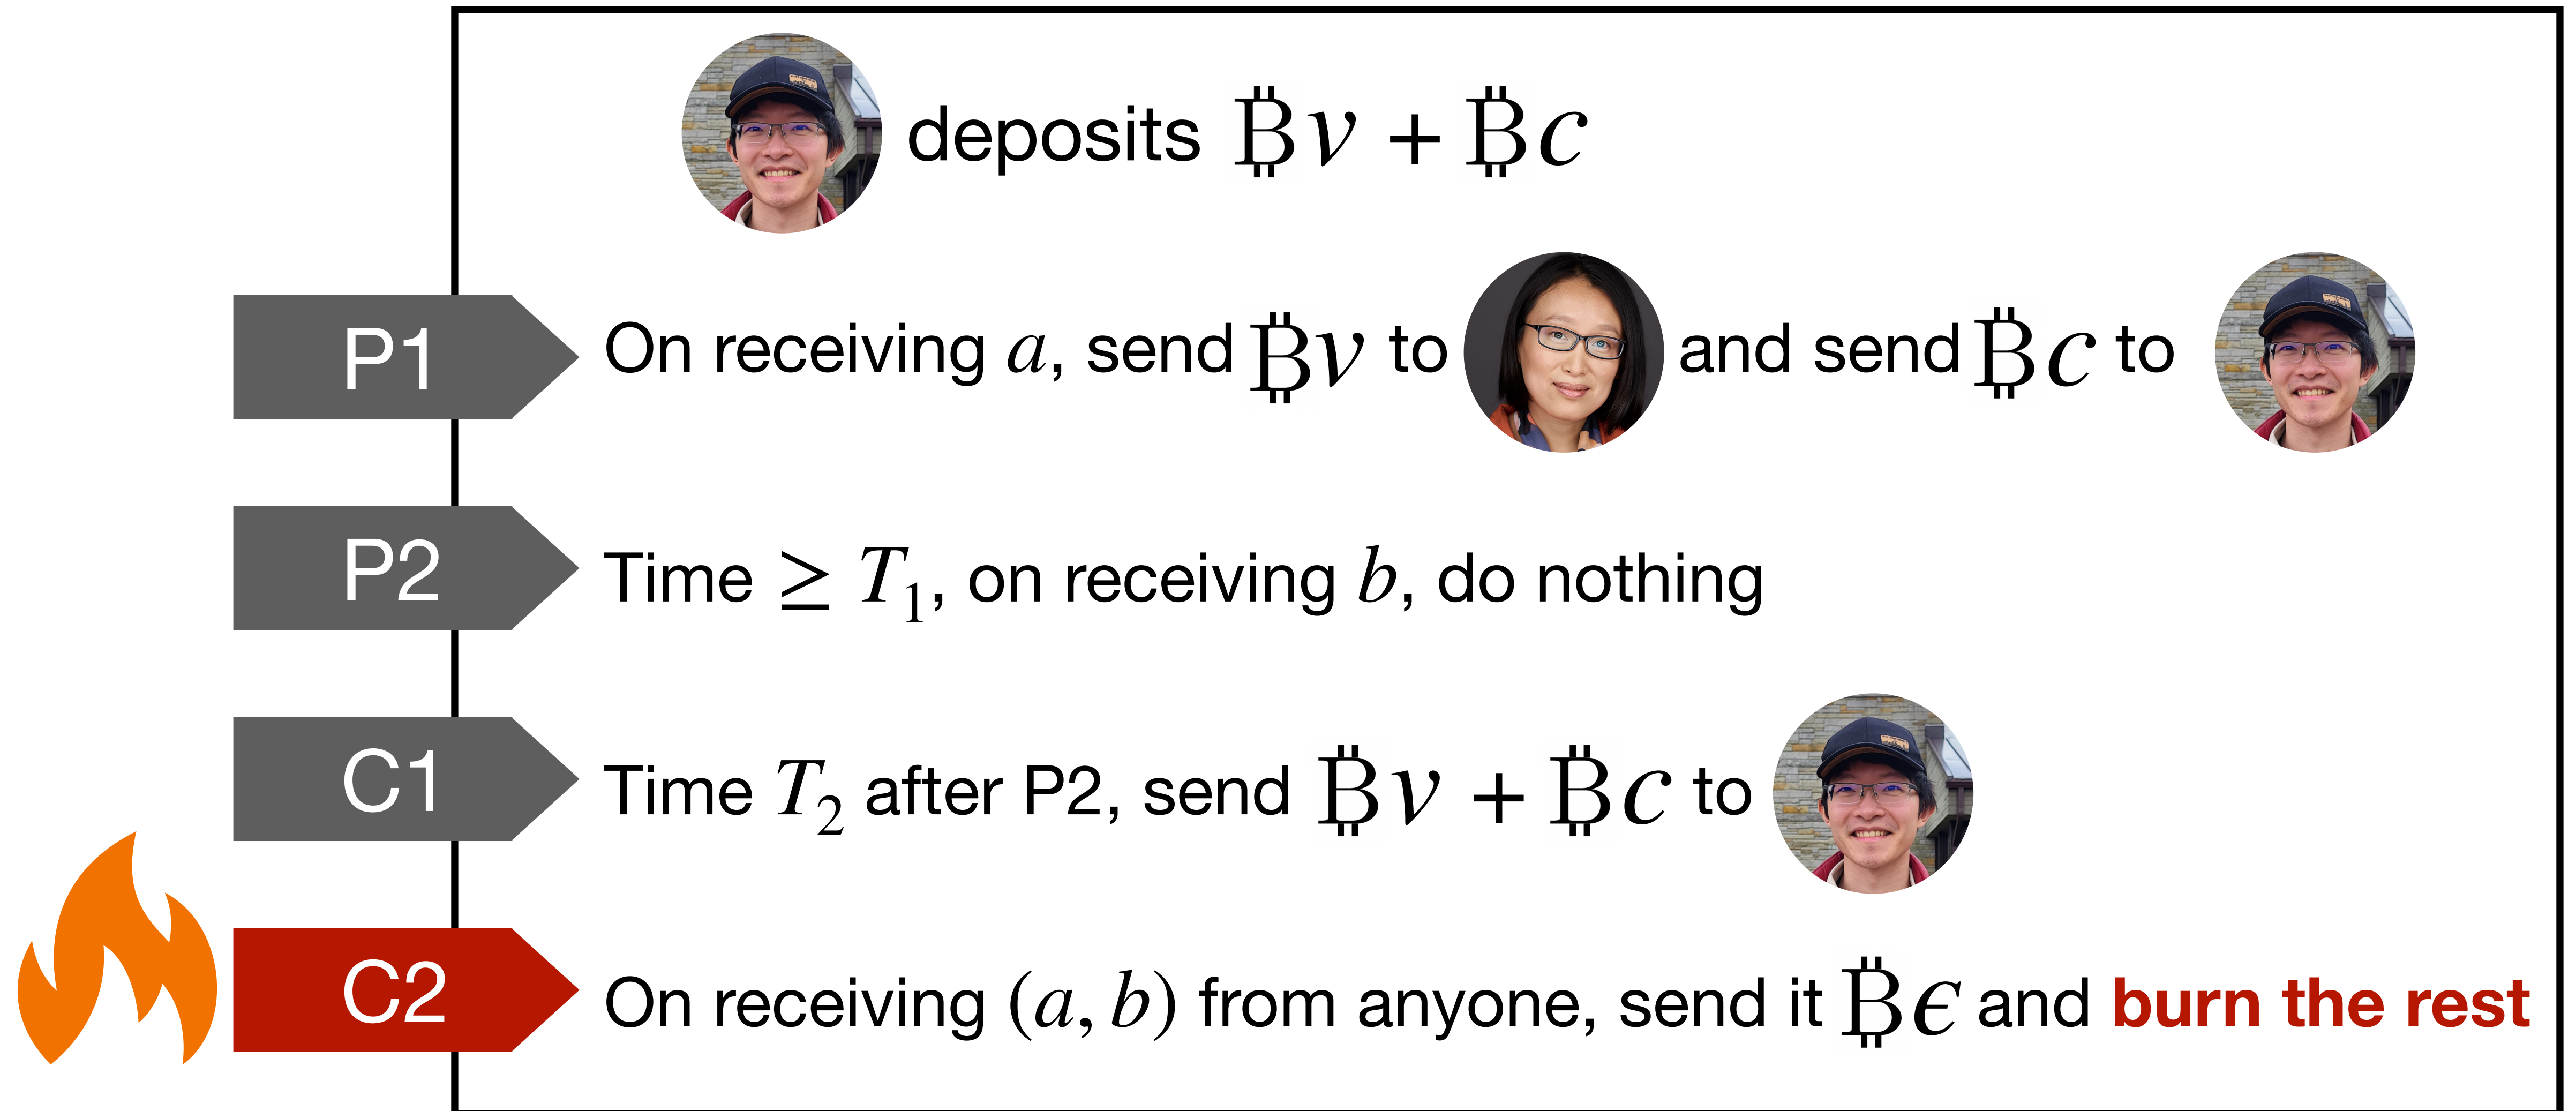 deposits ₿v + ₿c
P1 On receiving a, send ₿v to and send ₿c to
P2 Time ≥ T₁, on receiving b, do nothing
C1 Time T₂ after P2, send ₿v + ₿c to
C2 On receiving (a, b) from anyone, send it ₿ϵ and burn the rest